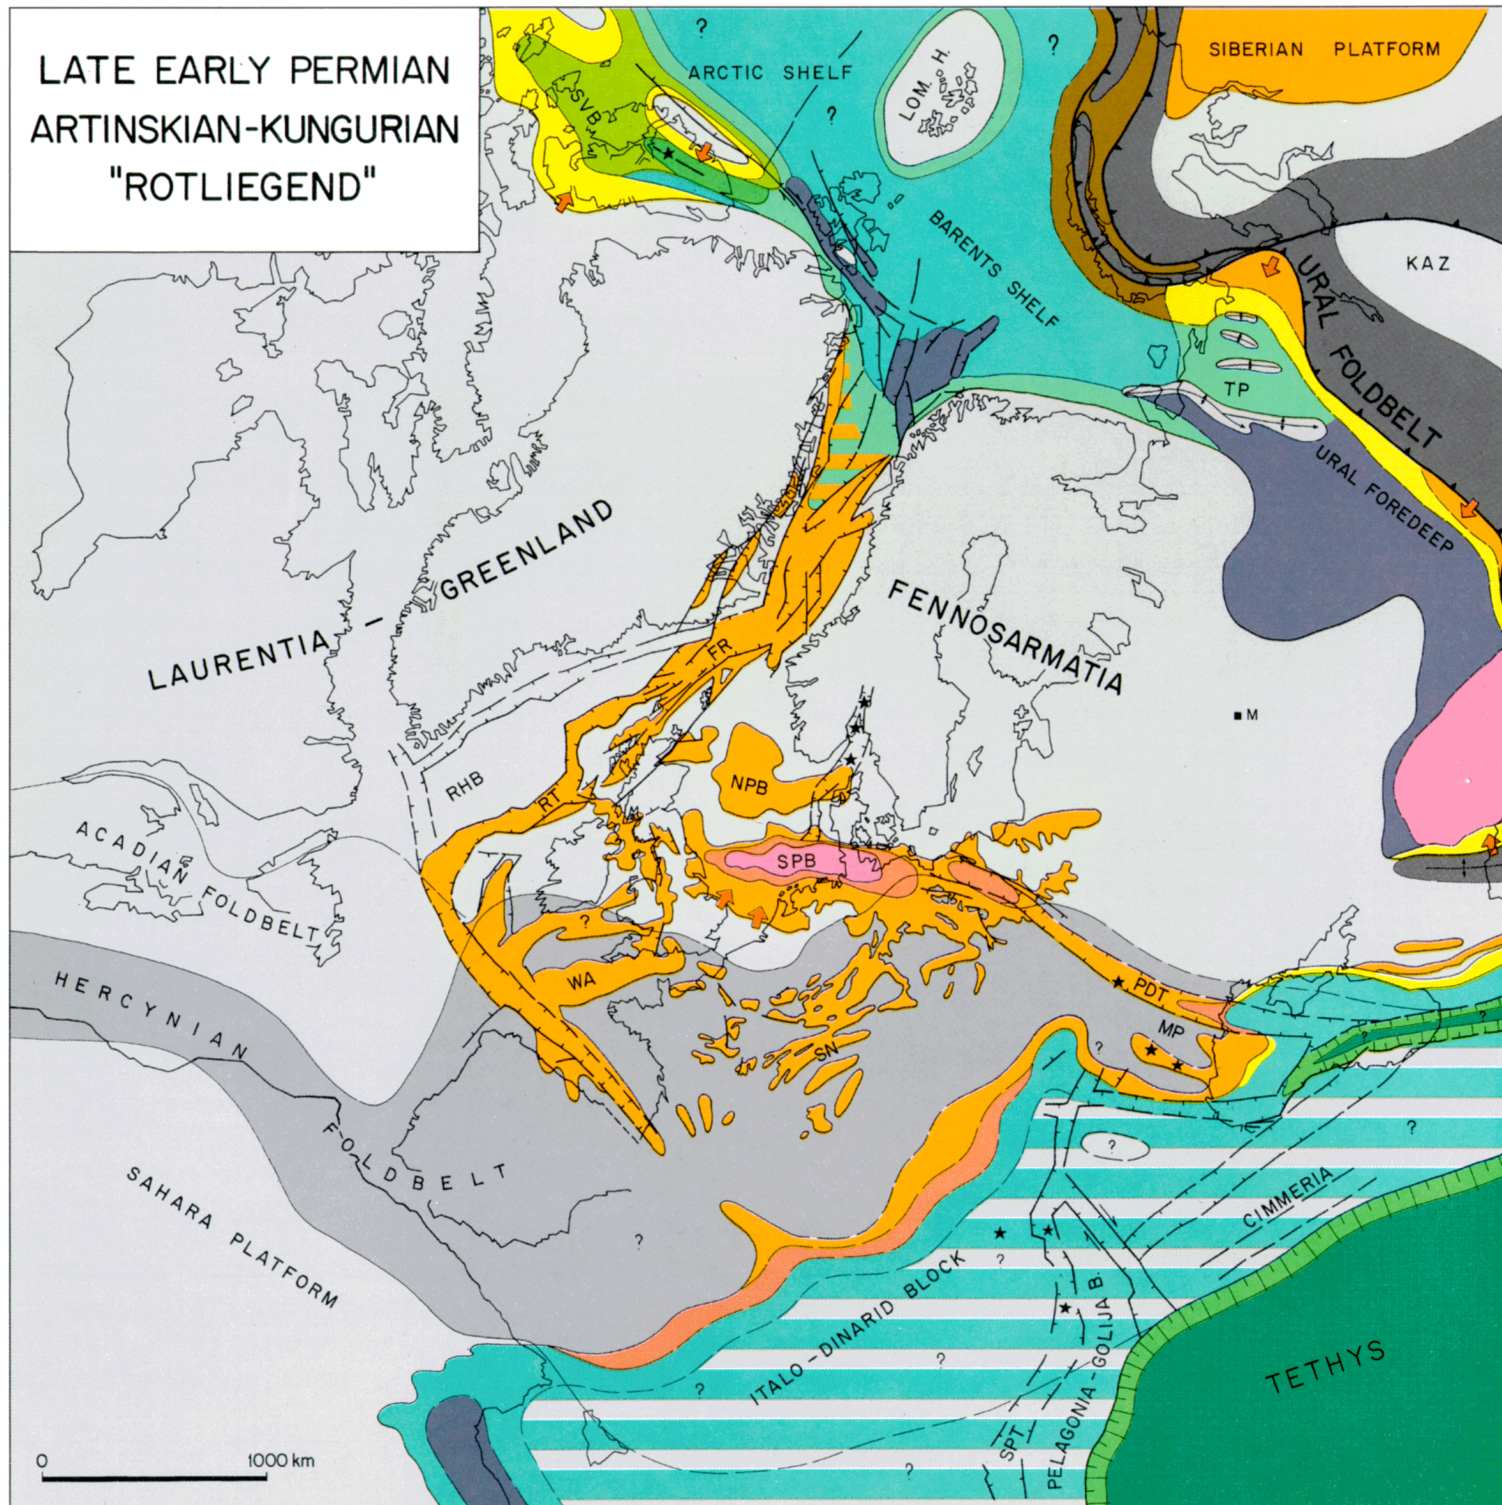 LATE EARLY PERMIAN
ARTINSKIAN-KUNGURIAN
"ROTLIEGEND"
SIBERIAN PLATFORM
ARCTIC SHELF
?
?
?
LOM. H.
SVB
BARENTS SHELF
KAZ
URAL FOLDBELT
TP
URAL FOREDEEP
LAURENTIA - GREENLAND
FENNOSARMATIA
FR
M
RHB
RT
NPB
SPB
ACADIAN FOLDBELT
?
WA
HERCYNIAN
FOLDBELT
SN
PDT
MP
?
?
?
?
?
SAHARA PLATFORM
?
CIMMERIA
?
ITALO-DINARID BLOCK
PELAGONIA-GOLIJA B.
?
?
TETHYS
SPT
?
0 1000 km